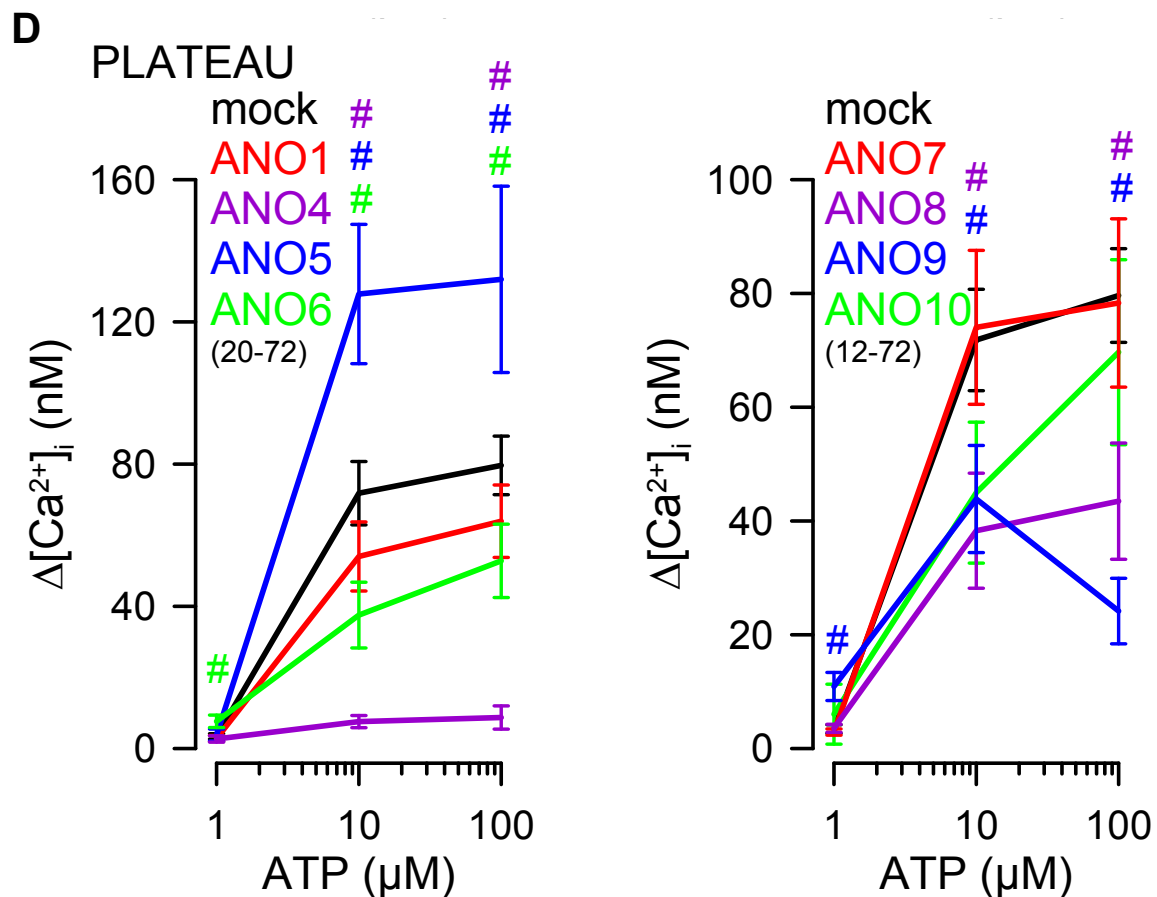 D
PLATEAU
mock
ANO1
ANO4
ANO5
ANO6
(20-72)
# # #
# # #
#
160
120
80
40
0
Δ[Ca²⁺]ᵢ (nM)
1 10 100
ATP (µM)
mock
ANO7
ANO8
ANO9
ANO10
(12-72)
# #
# #
#
100
80
60
40
20
0
Δ[Ca²⁺]ᵢ (nM)
1 10 100
ATP (µM)